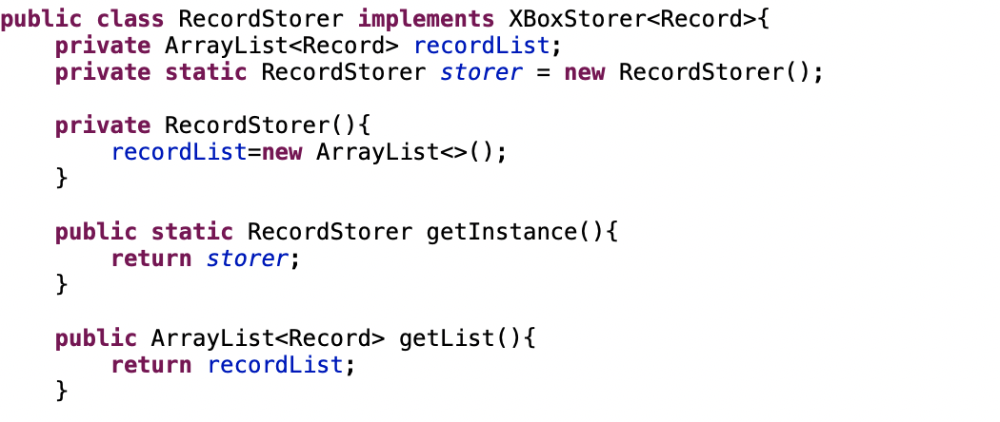 public class RecordStorer implements XBoxStorer<Record>{
    private ArrayList<Record> recordList;
    private static RecordStorer storer = new RecordStorer();

    private RecordStorer(){
        recordList=new ArrayList<>();
    }

    public static RecordStorer getInstance(){
        return storer;
    }

    public ArrayList<Record> getList(){
        return recordList;
    }